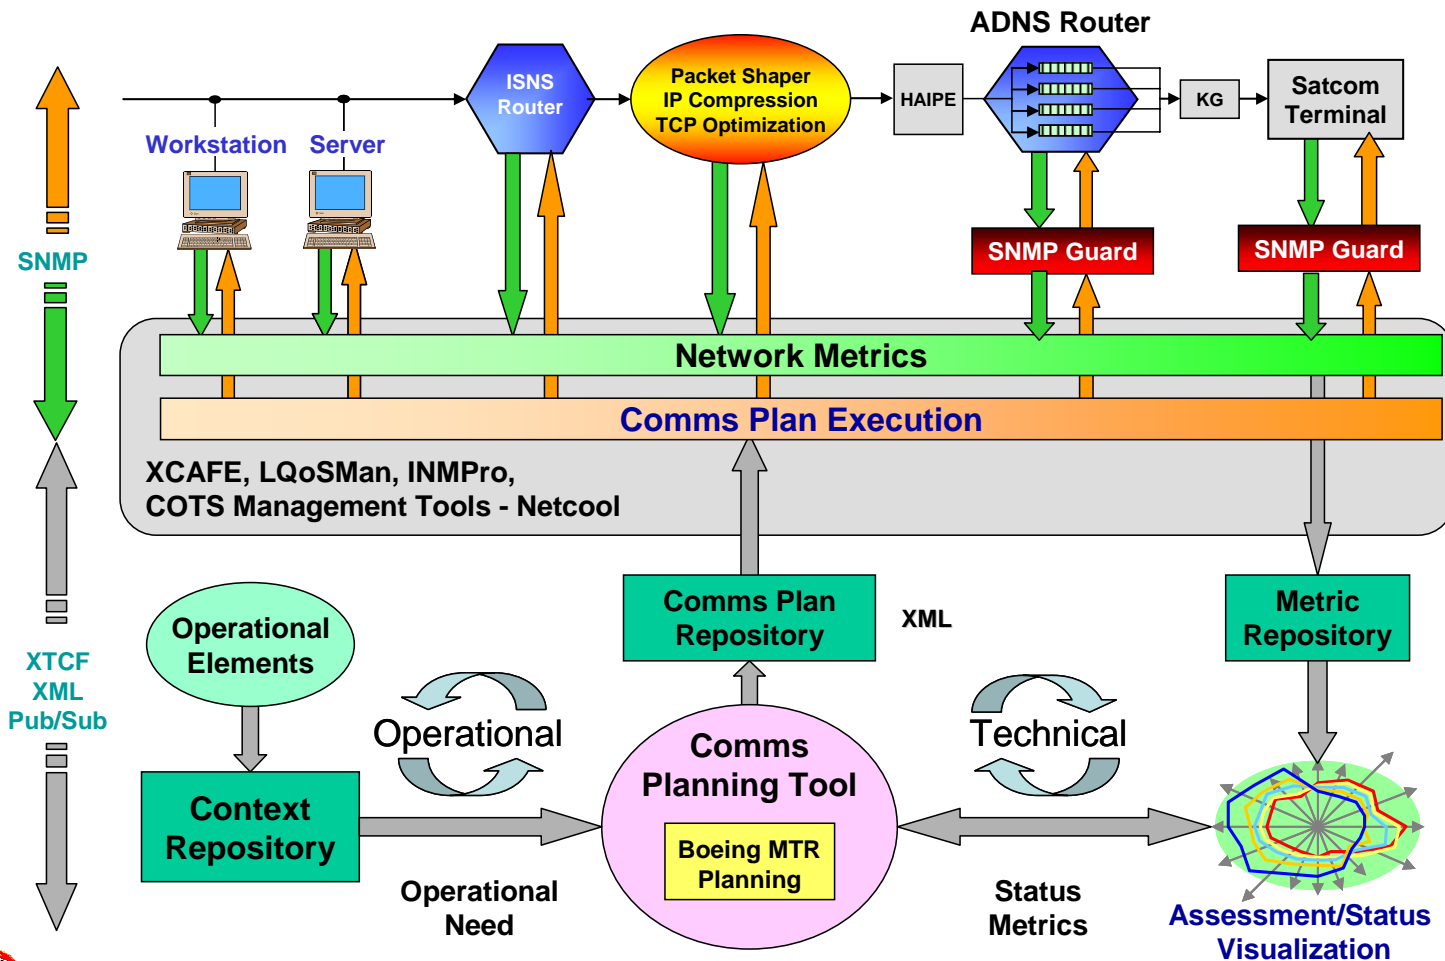 ADNS Router
ISNS
Router
Packet Shaper
IP Compression
TCP Optimization
HAIPE
KG
Satcom
Terminal
Workstation
Server
SNMP
SNMP Guard
SNMP Guard
Network Metrics
Comms Plan Execution
XCAFE, LQoSMan, INMPro,
COTS Management Tools - Netcool
Operational
Elements
Comms Plan
Repository
XML
Metric
Repository
XTCF
XML
Pub/Sub
Operational
Technical
Context
Repository
Comms
Planning Tool
Boeing MTR
Planning
Operational
Need
Status
Metrics
Assessment/Status
Visualization